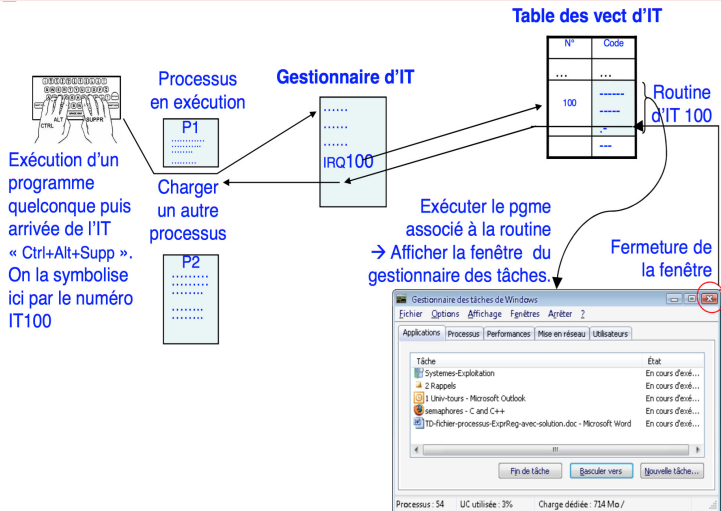 Table des vect d'IT
N°
Code
...
...
100
------
-----
.-
---
Routine
d'IT 100
Gestionnaire d'IT
......
......
......
IRQ100
Processus
en exécution
P1
Charger
un autre
processus
P2
CTRL
ALT
SUPPR
Exécution d'un
programme
quelconque puis
arrivée de l'IT
« Ctrl+Alt+Supp ».
On la symbolise
ici par le numéro
IT100
Exécuter le pgme
associé à la routine
→ Afficher la fenêtre du
gestionnaire des tâches.
Fermeture de
la fenêtre
Gestionnaire des tâches de Windows
Fichier Options Affichage Fenêtres Arrêter ?
Applications Processus Performances Mise en réseau Utilisateurs
Tâche État
Systemes-Exploitation En cours d'exé...
2 Rappels En cours d'exé...
1 Univ-tours - Microsoft Outlook En cours d'exé...
semaphores - C and C++ En cours d'exé...
TD-fichier-processus-ExprReg-avec-solution.doc - Microsoft Word En cours d'exé...
Fin de tâche Basculer vers Nouvelle tâche...
Processus : 54 UC utilisée : 3% Charge dédiée : 714 Mo /